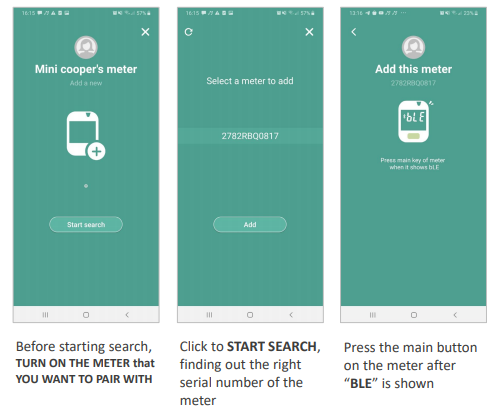 16:15
57%
Mini cooper's meter
Add a new
Start search
Before starting search,
TURN ON THE METER that
YOU WANT TO PAIR WITH
16:15
57%
Select a meter to add
2782RBQ0817
Add
Click to START SEARCH,
finding out the right
serial number of the
meter
13:16
23%
Add this meter
2782RBQ0817
bLE
Press main key of meter
when it shows bLE
Press the main button
on the meter after
“BLE” is shown